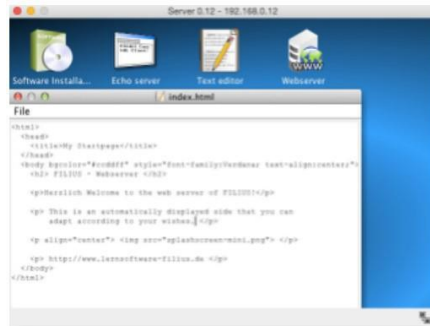 Server 0.12 - 192.168.0.12
Software Installa... Echo server Text editor Webserver
index.html
File
<html>
<head>
<title>My Startpage</title>
</head>
<body bgcolor="#ccddff" style="font-family:Verdana; text-align:center;">
<h2> FILIUS - Webserver </h2>
<p>Herzlich Welcome to the web server of FILIUS!</p>
<p> This is an automatically displayed side that you can
adapt according to your wishes. </p>
<p align="center"> <img src="splashscreen-mini.png"> </p>
<p> http://www.lernsoftware-filius.de </p>
</body>
</html>